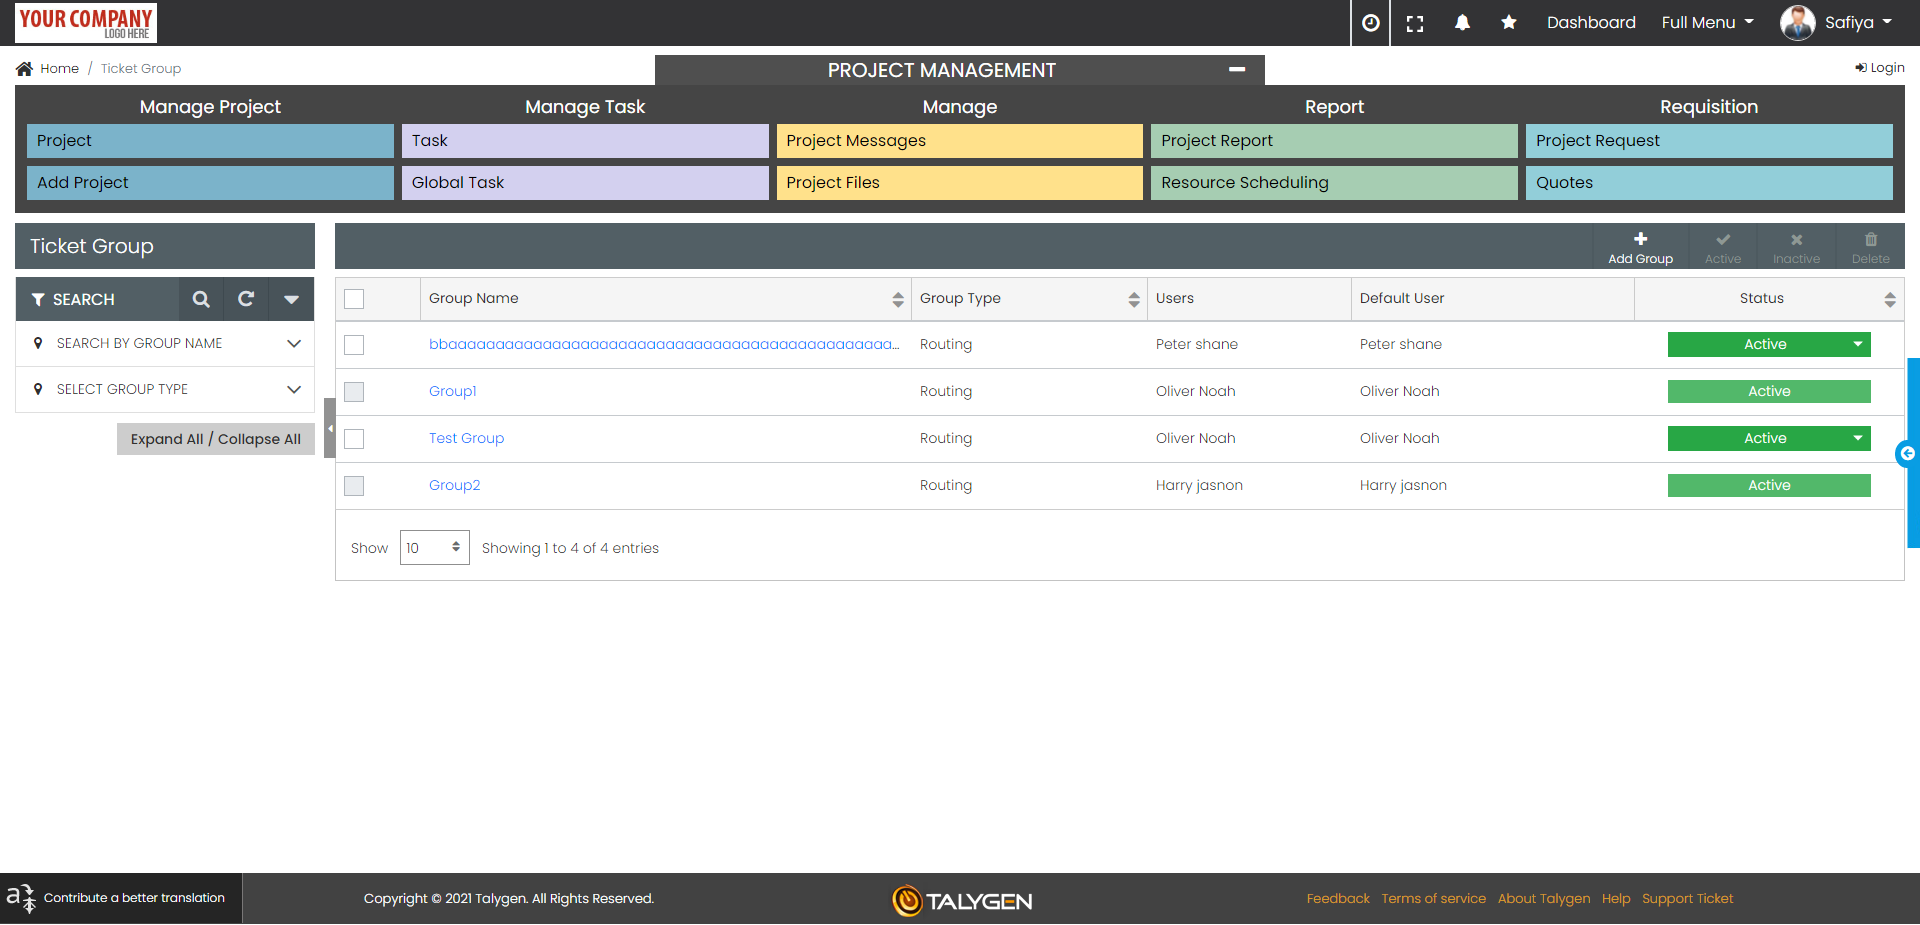 YOUR COMPANY
LOGO HERE
Dashboard
Full Menu
Safiya
Home / Ticket Group
PROJECT MANAGEMENT
Login
Manage Project
Manage Task
Manage
Report
Requisition
Project
Task
Project Messages
Project Report
Project Request
Add Project
Global Task
Project Files
Resource Scheduling
Quotes
Ticket Group
Add Group
Active
Inactive
Delete
SEARCH
SEARCH BY GROUP NAME
SELECT GROUP TYPE
Expand All / Collapse All
Group Name
Group Type
Users
Default User
Status
Routing
Peter shane
Peter shane
Active
Group1
Routing
Oliver Noah
Oliver Noah
Active
Test Group
Routing
Oliver Noah
Oliver Noah
Active
Group2
Routing
Harry jasnon
Harry jasnon
Active
Show
10
Showing 1 to 4 of 4 entries
Contribute a better translation
Copyright © 2021 Talygen. All Rights Reserved.
TALYGEN
Feedback
Terms of service
About Talygen
Help
Support Ticket